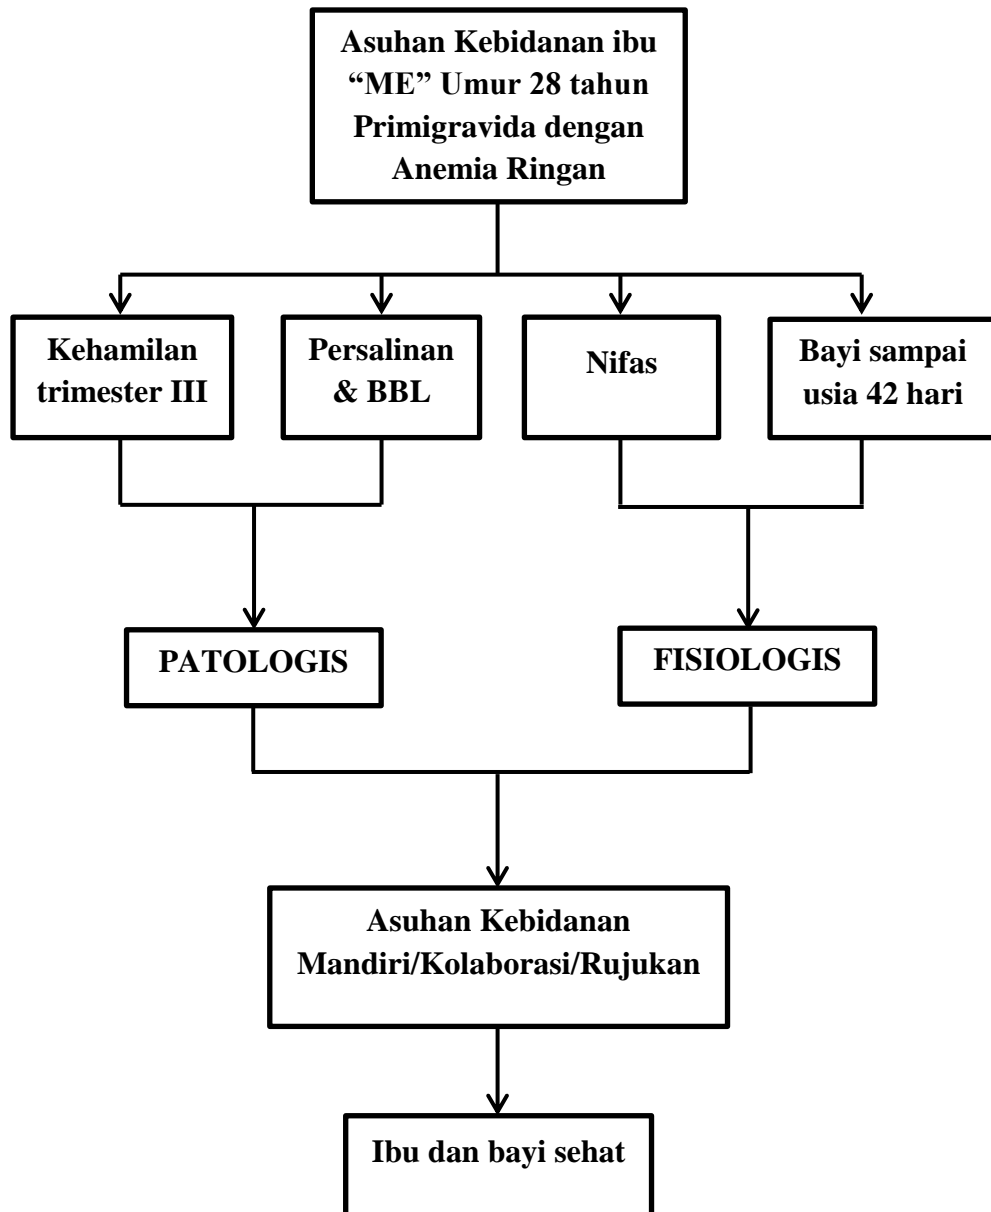 Asuhan Kebidanan ibu
“ME” Umur 28 tahun
Primigravida dengan
Anemia Ringan
Kehamilan
trimester III
Persalinan
& BBL
Nifas
Bayi sampai
usia 42 hari
PATOLOGIS
FISIOLOGIS
Asuhan Kebidanan
Mandiri/Kolaborasi/Rujukan
Ibu dan bayi sehat